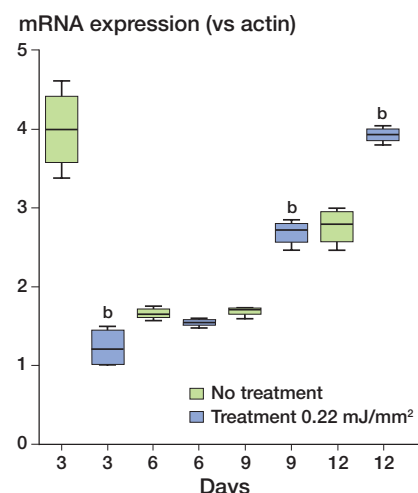 mRNA expression (vs actin)
5
4
3
2
1
0
b
b
b
No treatment
Treatment 0.22 mJ/mm²
3 3 6 6 9 9 12 12
Days